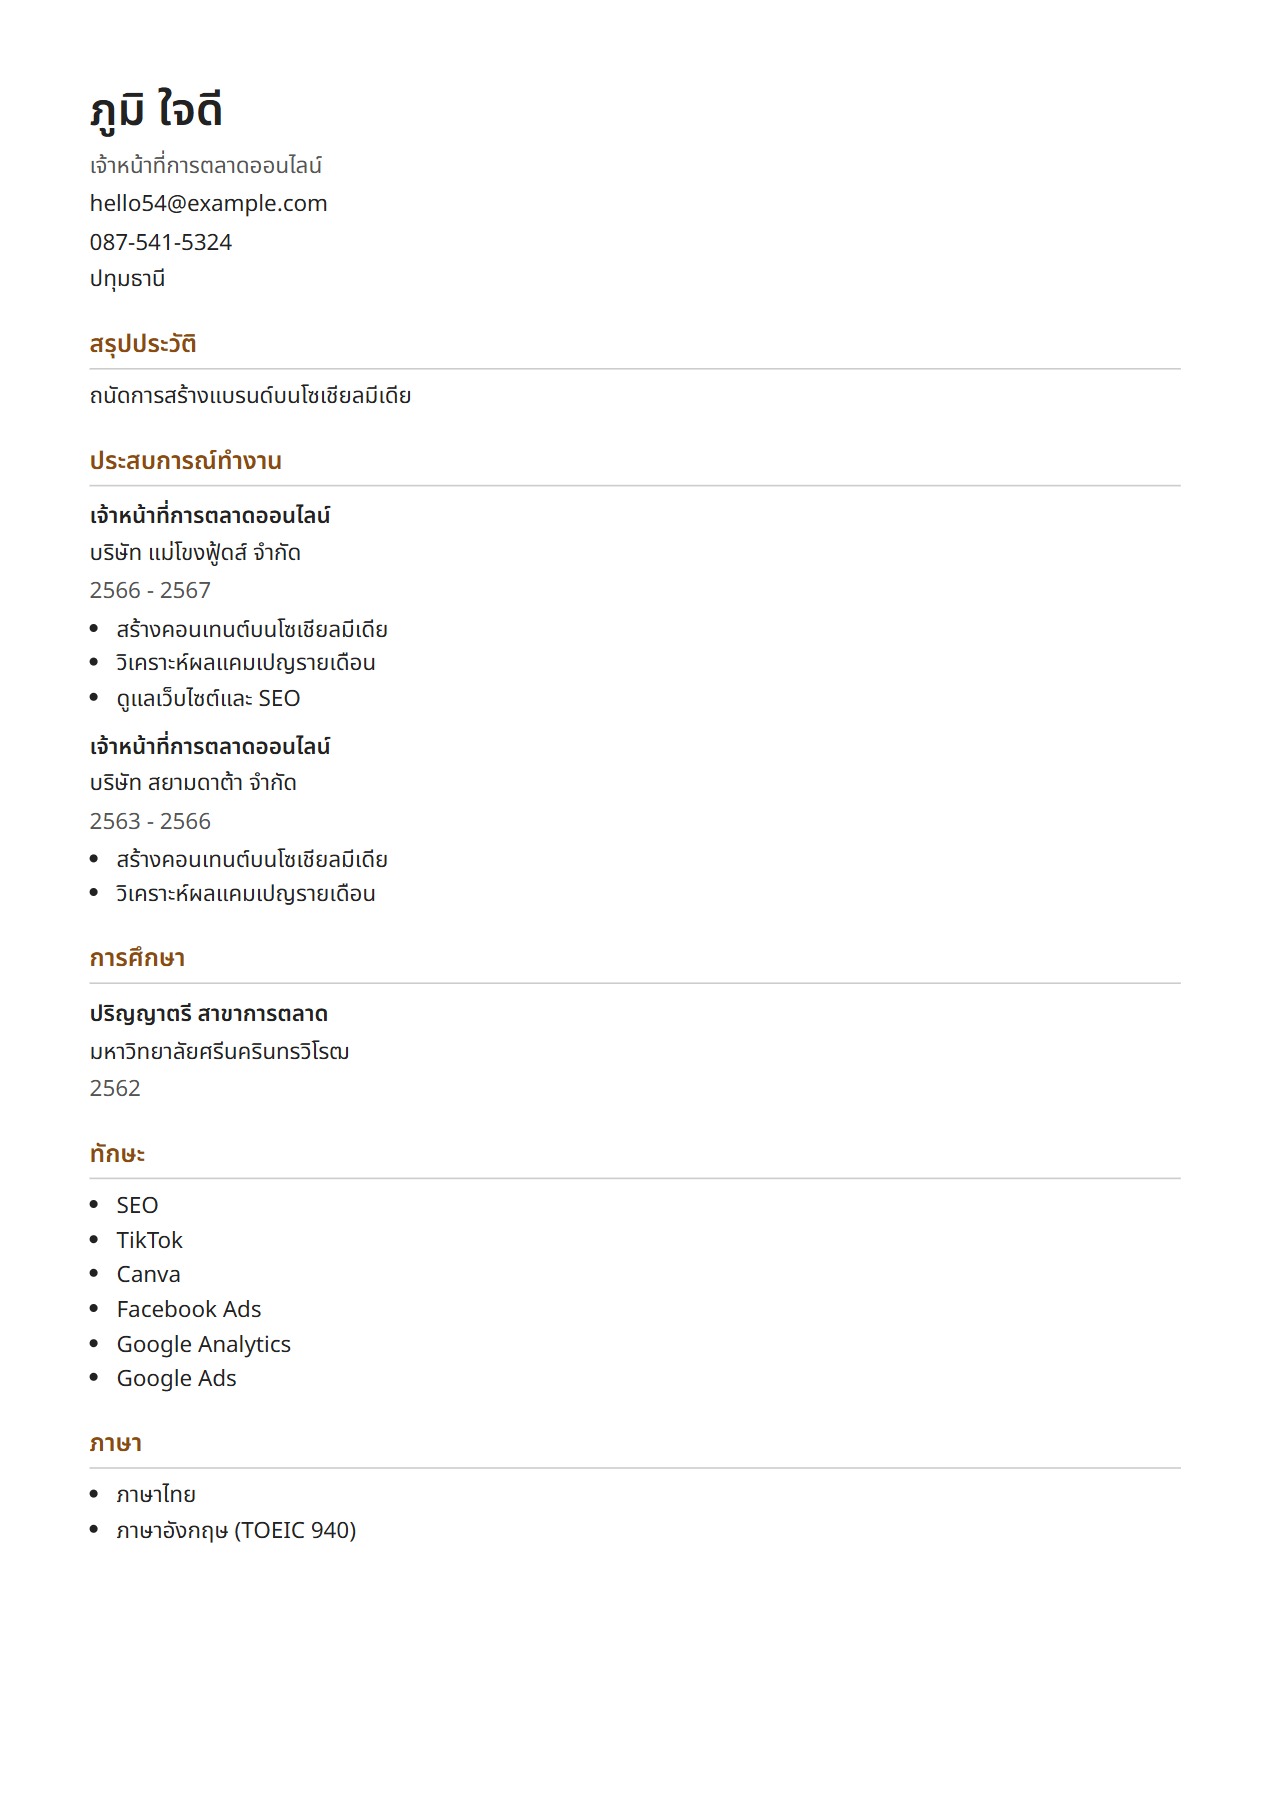 ภูมิ ใจดี
เจ้าหน้าที่การตลาดออนไลน์
hello54@example.com
087-541-5324
ปทุมธานี
สรุปประวัติ
ถนัดการสร้างแบรนด์บนโซเชียลมีเดีย
ประสบการณ์ทำงาน
เจ้าหน้าที่การตลาดออนไลน์
บริษัท แม่โขงฟู้ดส์ จำกัด
2566 - 2567
• สร้างคอนเทนต์บนโซเชียลมีเดีย
• วิเคราะห์ผลแคมเปญรายเดือน
• ดูแลเว็บไซต์และ SEO
เจ้าหน้าที่การตลาดออนไลน์
บริษัท สยามดาต้า จำกัด
2563 - 2566
• สร้างคอนเทนต์บนโซเชียลมีเดีย
• วิเคราะห์ผลแคมเปญรายเดือน
การศึกษา
ปริญญาตรี สาขาการตลาด
มหาวิทยาลัยศรีนครินทรวิโรฒ
2562
ทักษะ
• SEO
• TikTok
• Canva
• Facebook Ads
• Google Analytics
• Google Ads
ภาษา
• ภาษาไทย
• ภาษาอังกฤษ (TOEIC 940)